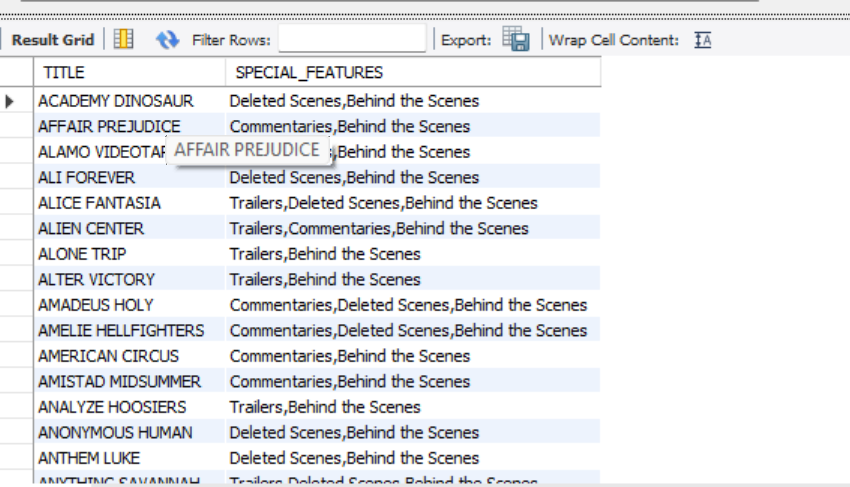 Result Grid Filter Rows: Export: Wrap Cell Content:
TITLE SPECIAL_FEATURES
ACADEMY DINOSAUR Deleted Scenes,Behind the Scenes
AFFAIR PREJUDICE Commentaries,Behind the Scenes
ALAMO VIDEOTA AFFAIR PREJUDICE ,Behind the Scenes
ALI FOREVER Deleted Scenes,Behind the Scenes
ALICE FANTASIA Trailers,Deleted Scenes,Behind the Scenes
ALIEN CENTER Trailers,Commentaries,Behind the Scenes
ALONE TRIP Trailers,Behind the Scenes
ALTER VICTORY Trailers,Behind the Scenes
AMADEUS HOLY Commentaries,Deleted Scenes,Behind the Scenes
AMELIE HELLFIGHTERS Commentaries,Deleted Scenes,Behind the Scenes
AMERICAN CIRCUS Commentaries,Behind the Scenes
AMISTAD MIDSUMMER Commentaries,Behind the Scenes
ANALYZE HOOSIERS Trailers,Behind the Scenes
ANONYMOUS HUMAN Deleted Scenes,Behind the Scenes
ANTHEM LUKE Deleted Scenes,Behind the Scenes
ANYTHING SAVANNAH Trailers,Deleted Scenes,Behind the Scenes